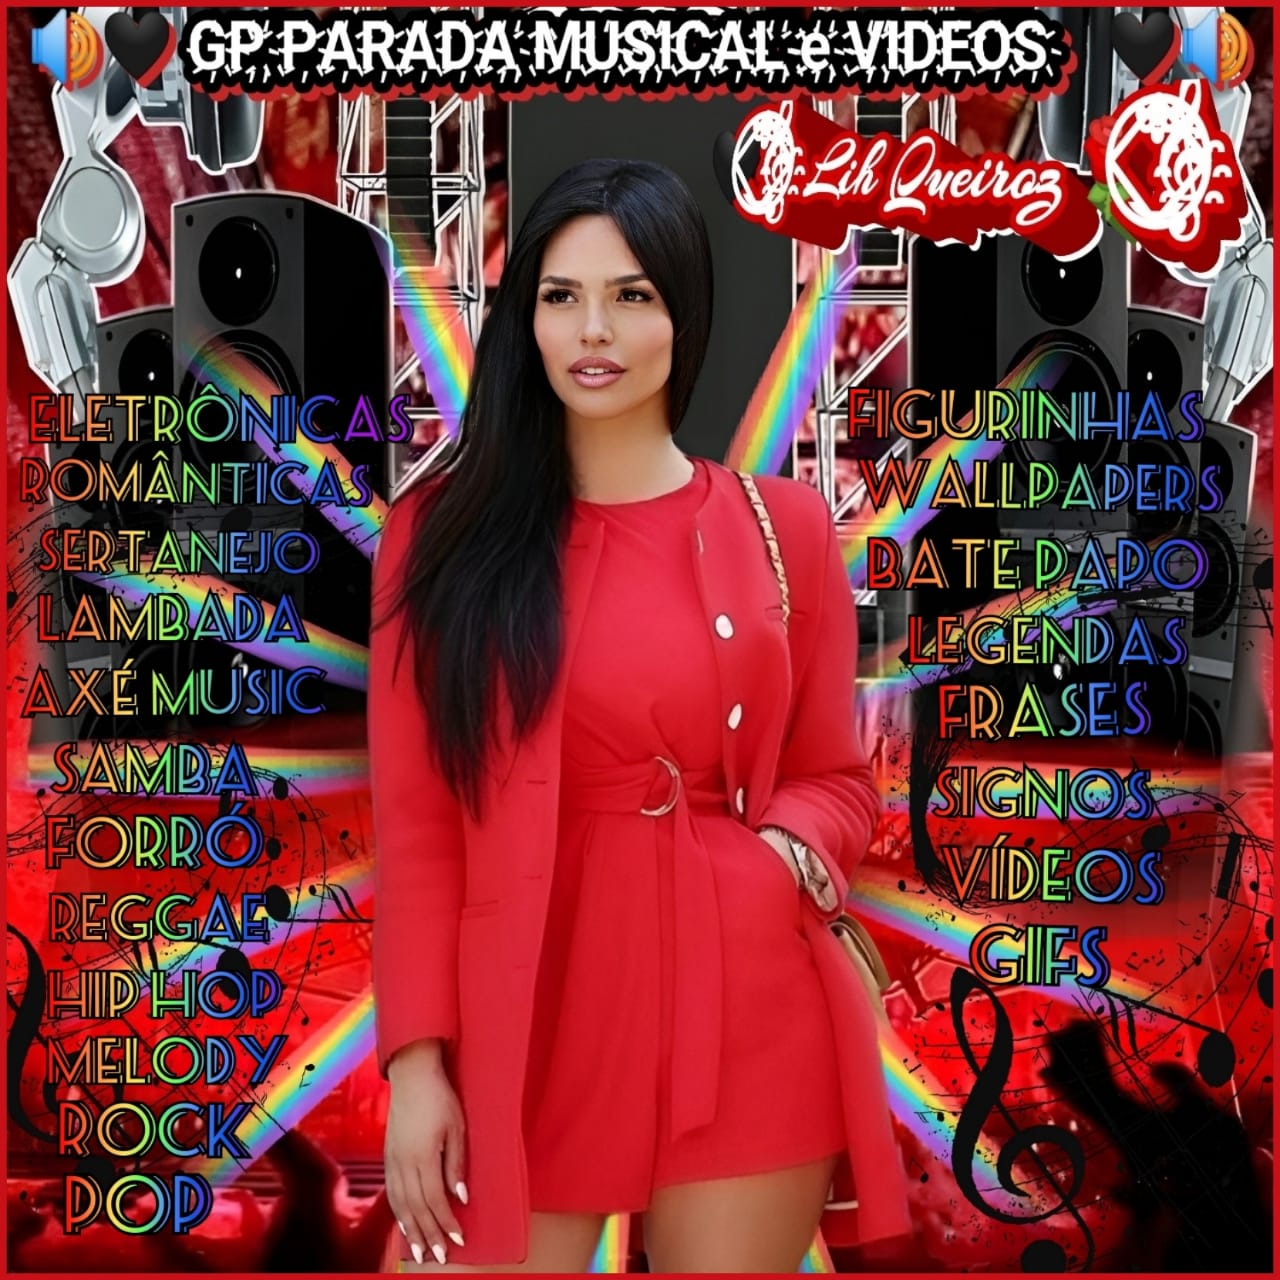 GP PARADA MUSICAL e VIDEOS
Lih Queiroz
ELETRÔNICAS
ROMÂNTICAS
SERTANEJO
LAMBADA
AXÉ MUSIC
SAMBA
FORRÓ
REGGAE
HIP HOP
MELODY
ROCK
POP
FIGURINHAS
WALLPAPERS
BATE PAPO
LEGENDAS
FRASES
SIGNOS
VÍDEOS
GIFS